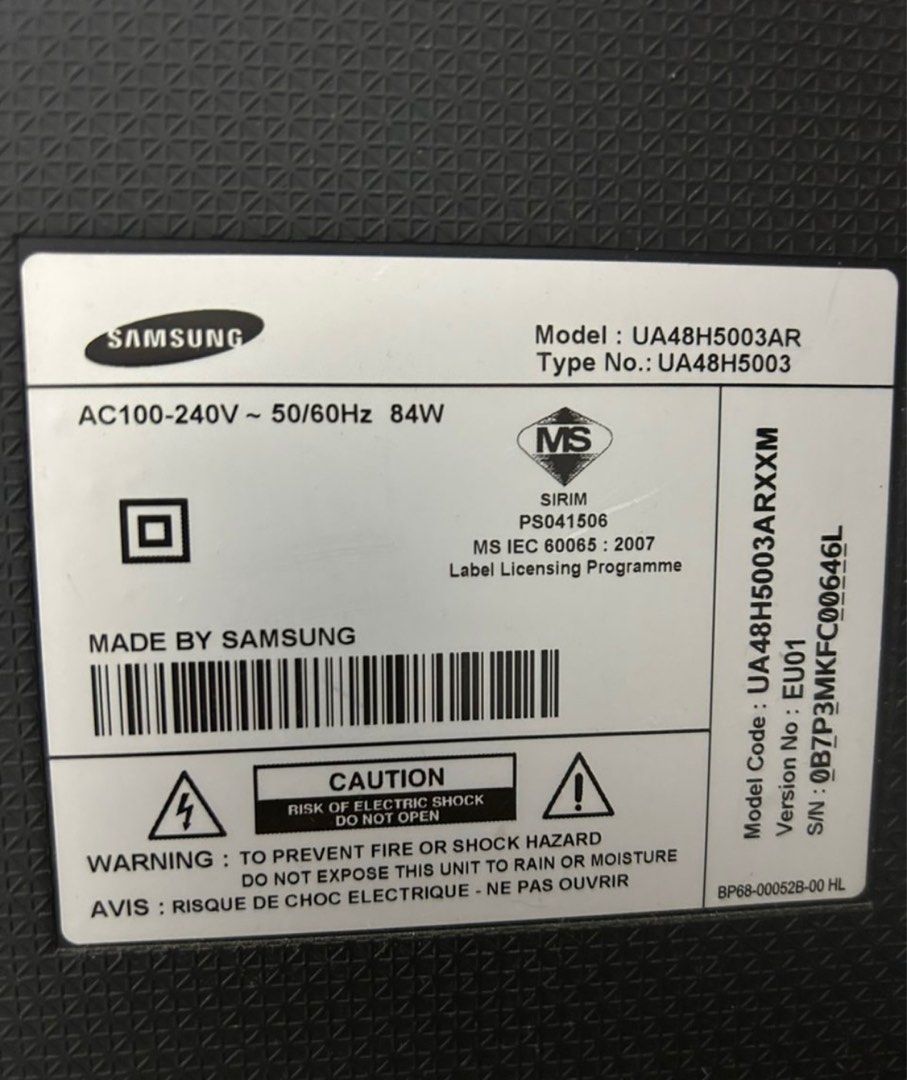 SAMSUNG
Model : UA48H5003AR
Type No.: UA48H5003
AC100-240V ~ 50/60Hz 84W
MS
SIRIM
PS041506
MS IEC 60065 : 2007
Label Licensing Programme
MADE BY SAMSUNG
Model Code : UA48H5003ARXXM
Version No : EU01
S/N : 0B7P3MKFC00646L
CAUTION
RISK OF ELECTRIC SHOCK
DO NOT OPEN
WARNING : TO PREVENT FIRE OR SHOCK HAZARD
DO NOT EXPOSE THIS UNIT TO RAIN OR MOISTURE
AVIS : RISQUE DE CHOC ELECTRIQUE - NE PAS OUVRIR
BP68-00052B-00 HL